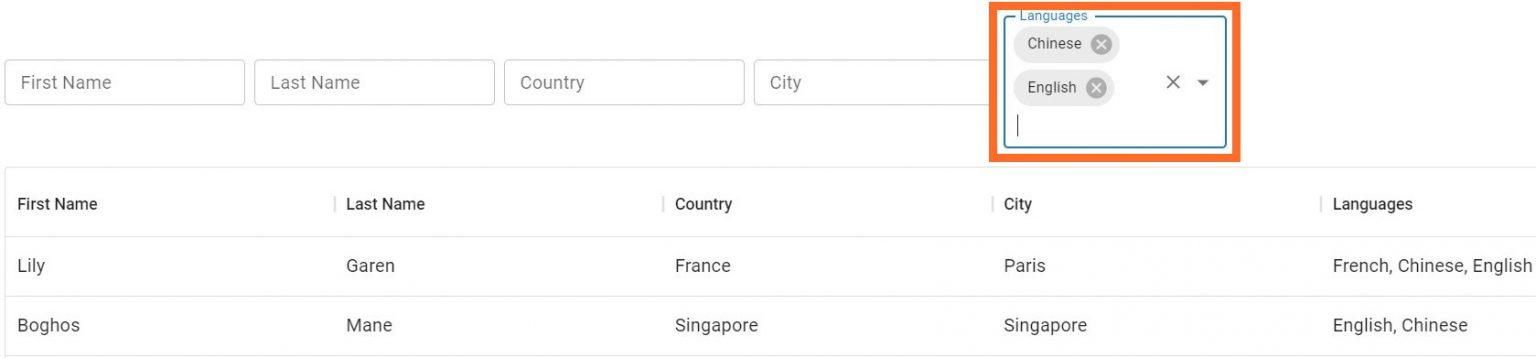 Languages
Chinese
English
First Name Last Name Country City
First Name Last Name Country City Languages
Lily Garen France Paris French, Chinese, English
Boghos Mane Singapore Singapore English, Chinese